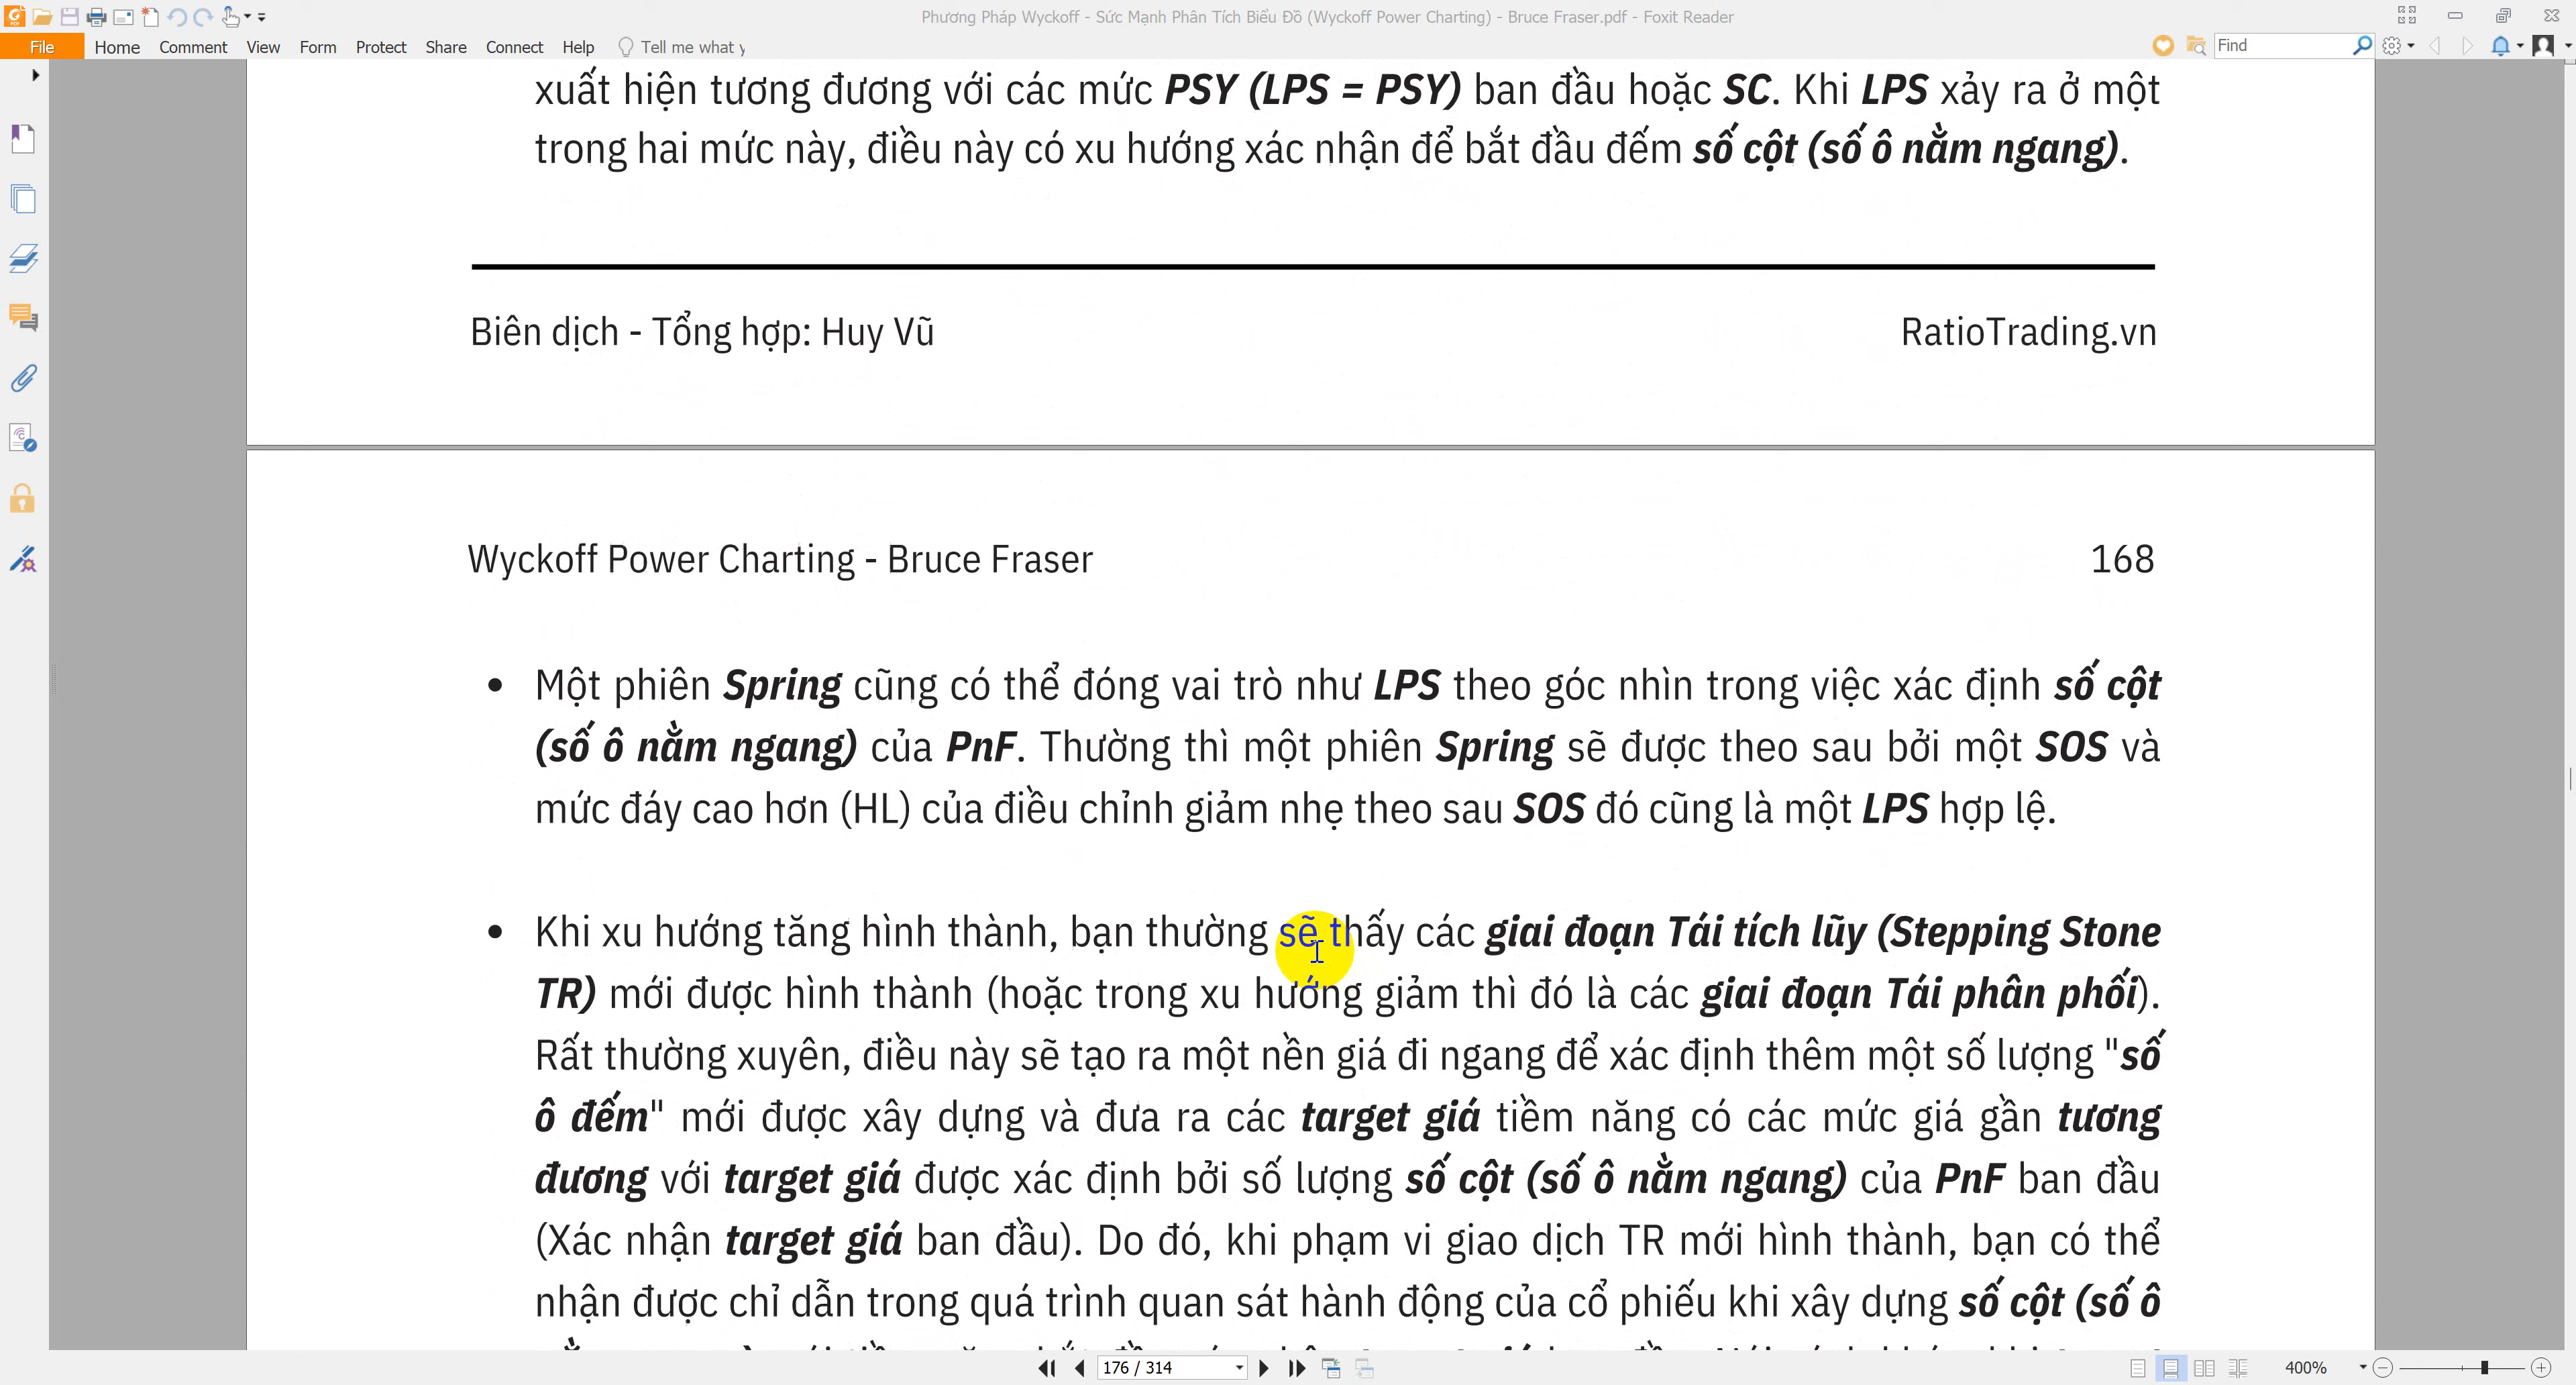 Phương Pháp Wyckoff - Sức Mạnh Phân Tích Biểu Đồ (Wyckoff Power Charting) - Bruce Fraser.pdf - Foxit Reader
File Home Comment View Form Protect Share Connect Help Tell me what y Find
xuất hiện tương đương với các mức PSY (LPS = PSY) ban đầu hoặc SC. Khi LPS xảy ra ở một
trong hai mức này, điều này có xu hướng xác nhận để bắt đầu đếm số cột (số ô nằm ngang).
Biên dịch - Tổng hợp: Huy Vũ RatioTrading.vn
Wyckoff Power Charting - Bruce Fraser 168
• Một phiên Spring cũng có thể đóng vai trò như LPS theo góc nhìn trong việc xác định số cột
(số ô nằm ngang) của PnF. Thường thì một phiên Spring sẽ được theo sau bởi một SOS và
mức đáy cao hơn (HL) của điều chỉnh giảm nhẹ theo sau SOS đó cũng là một LPS hợp lệ.
• Khi xu hướng tăng hình thành, bạn thường sẽ thấy các giai đoạn Tái tích lũy (Stepping Stone
TR) mới được hình thành (hoặc trong xu hướng giảm thì đó là các giai đoạn Tái phân phối).
Rất thường xuyên, điều này sẽ tạo ra một nền giá đi ngang để xác định thêm một số lượng "số
ô đếm" mới được xây dựng và đưa ra các target giá tiềm năng có các mức giá gần tương
đương với target giá được xác định bởi số lượng số cột (số ô nằm ngang) của PnF ban đầu
(Xác nhận target giá ban đầu). Do đó, khi phạm vi giao dịch TR mới hình thành, bạn có thể
nhận được chỉ dẫn trong quá trình quan sát hành động của cổ phiếu khi xây dựng số cột (số ô
176 / 314 400%